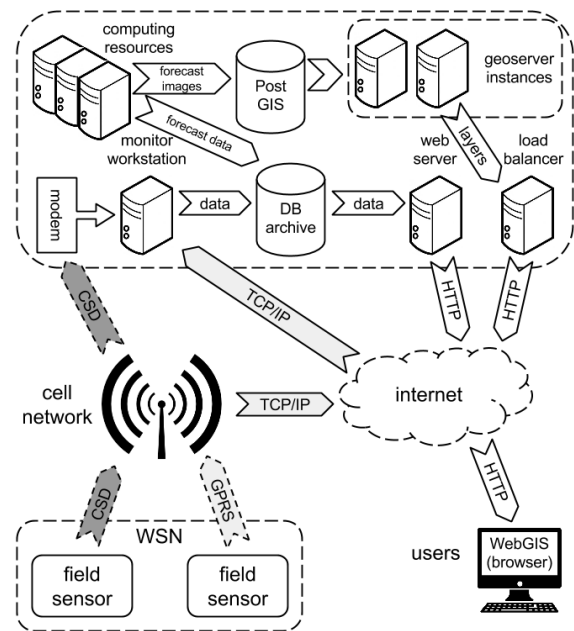 computing
resources
forecast
images
Post
GIS
geoserver
instances
forecast data
monitor
workstation
web
server
layers
load
balancer
modem
data
DB
archive
data
CSD
TCP/IP
HTTP
HTTP
cell
network
TCP/IP
internet
CSD
GPRS
HTTP
WSN
field
sensor
field
sensor
users
WebGIS
(browser)